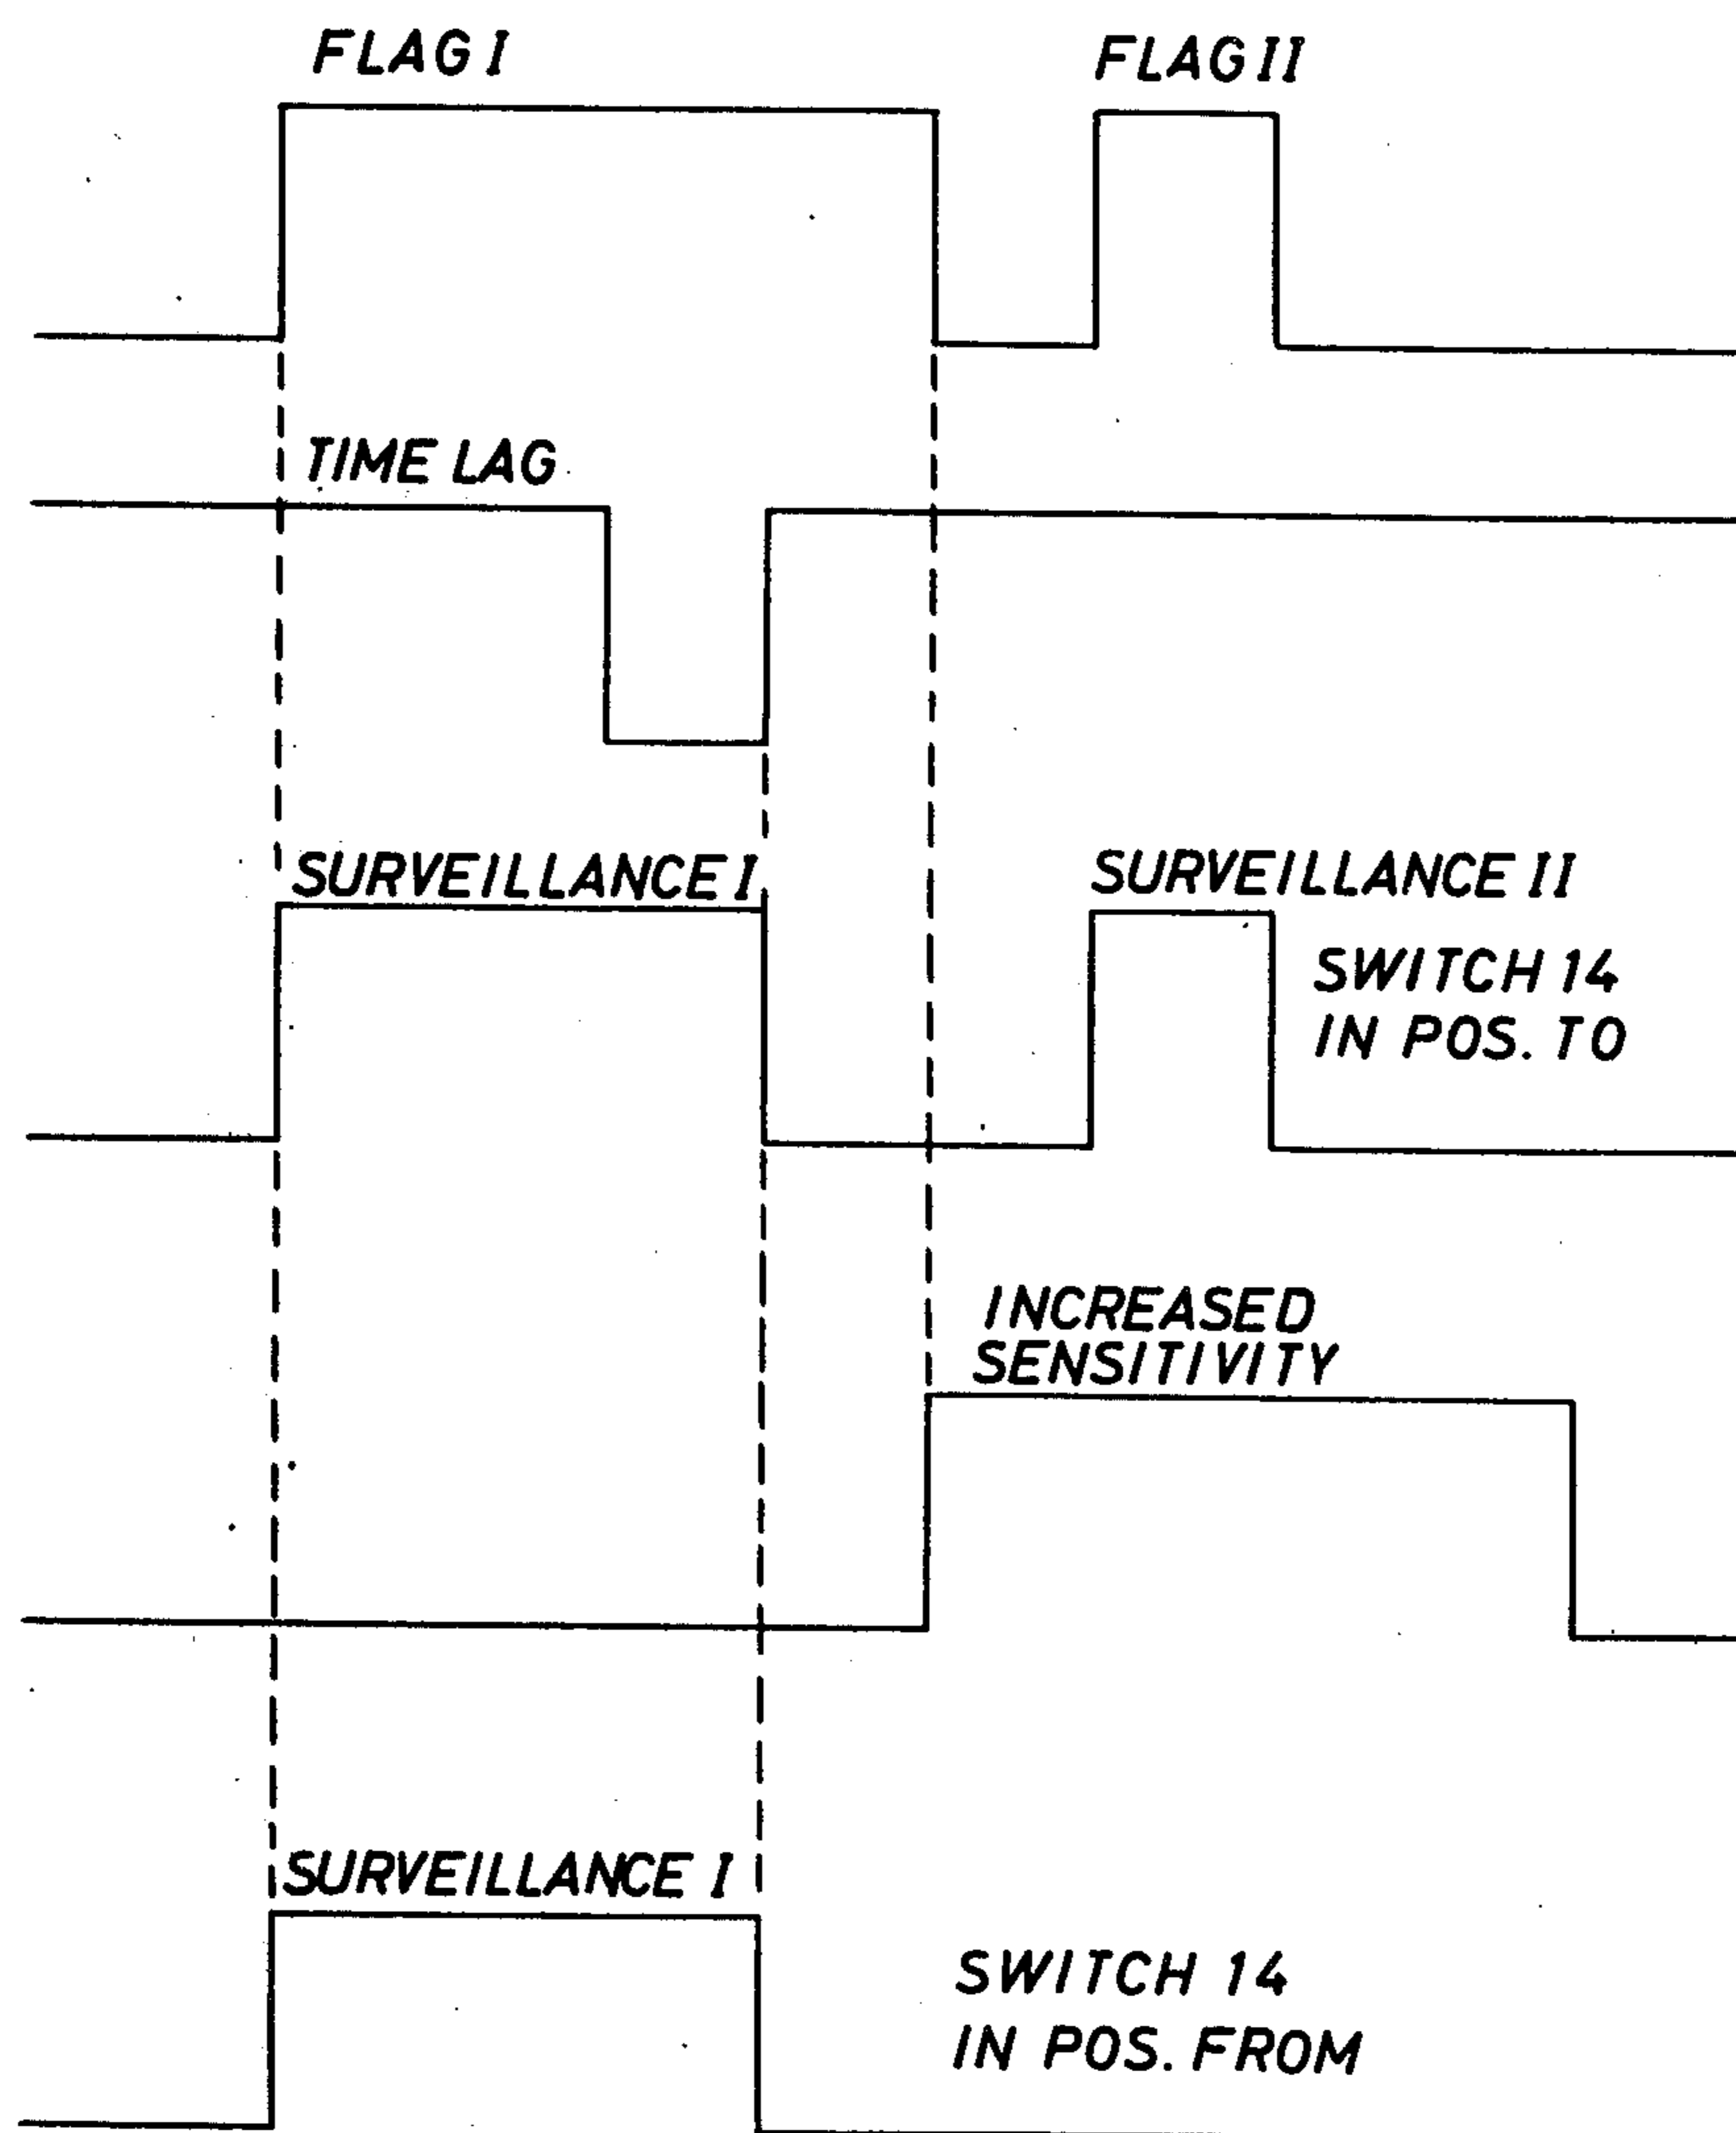 FLAG I
FLAG II
TIME LAG
SURVEILLANCE I
SURVEILLANCE II
SWITCH 14
IN POS. TO
INCREASED
SENSITIVITY
SURVEILLANCE I
SWITCH 14
IN POS. FROM